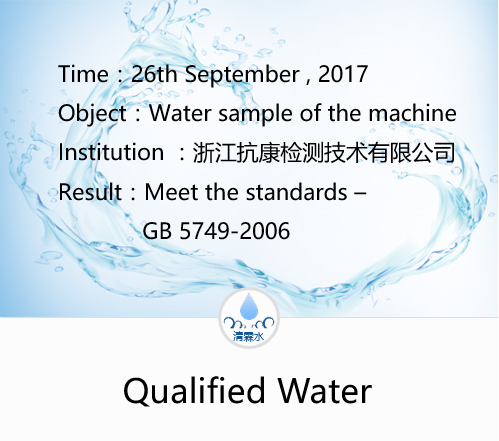 Time：26th September , 2017
Object：Water sample of the machine
Institution ：浙江抗康检测技术有限公司
Result：Meet the standards –
GB 5749-2006
清霖水
Qualified Water